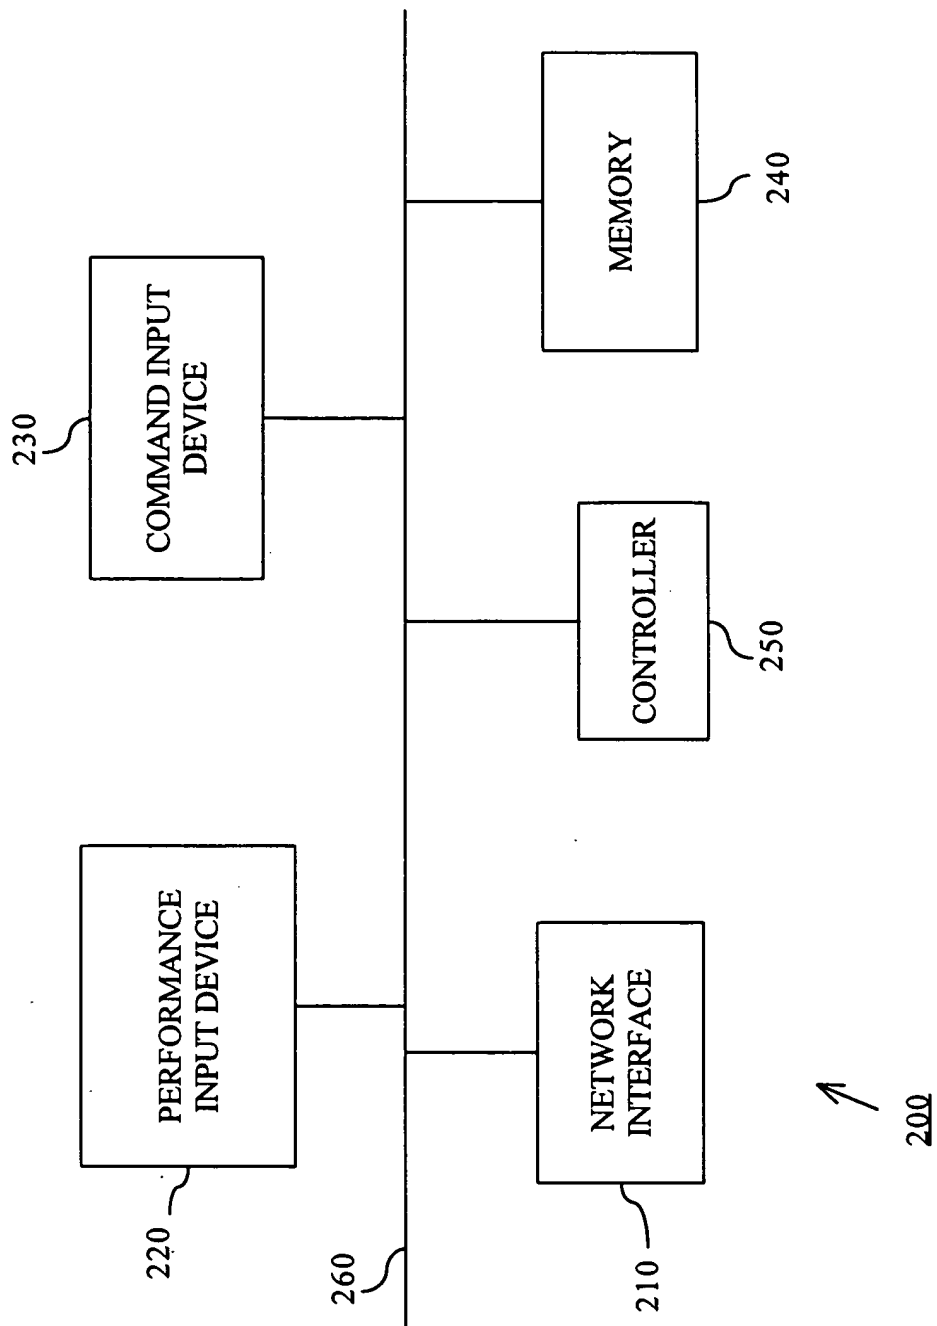 220
PERFORMANCE
INPUT DEVICE
230
COMMAND INPUT
DEVICE
260
210
NETWORK
INTERFACE
250
CONTROLLER
240
MEMORY
200